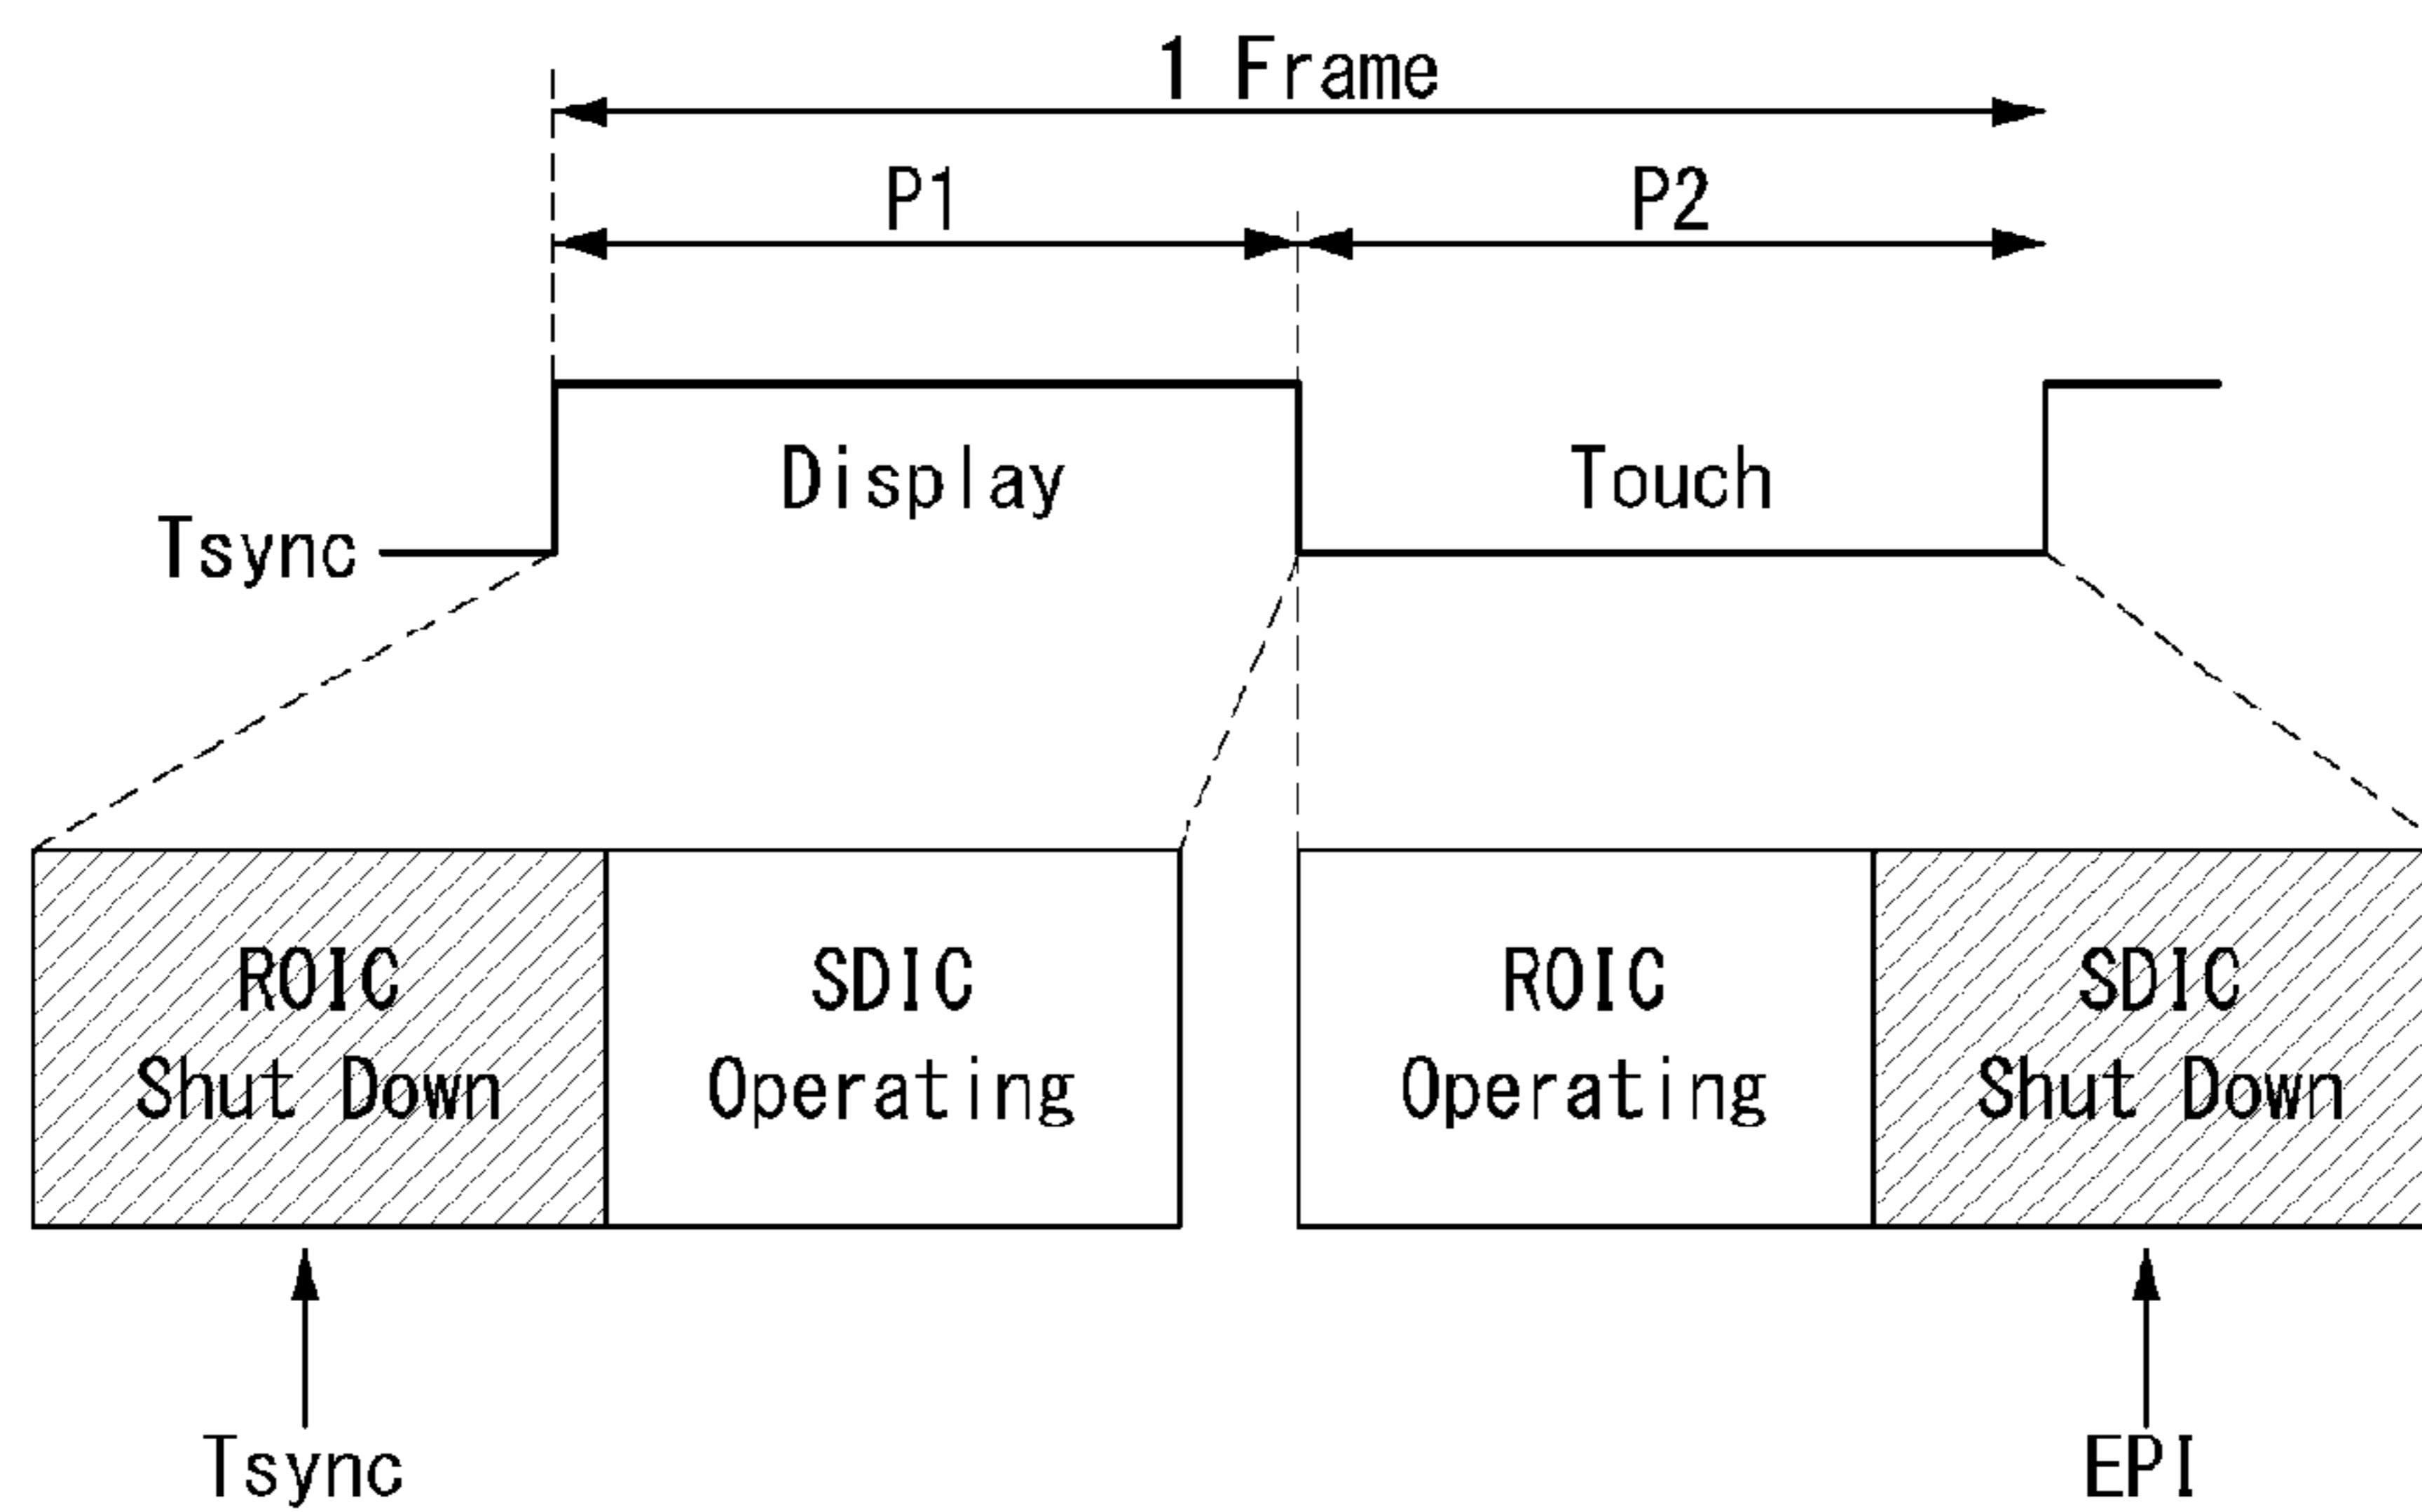 1 Frame
P1
P2
Display
Touch
Tsync
ROIC
Shut Down
SDIC
Operating
ROIC
Operating
SDIC
Shut Down
Tsync
EPI